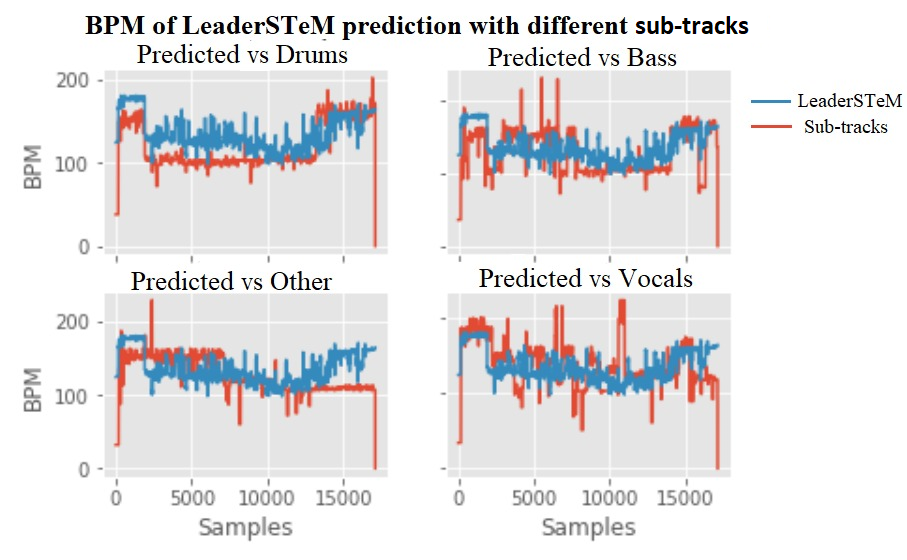 BPM of LeaderSTeM prediction with different sub-tracks
Predicted vs Drums
Predicted vs Bass
LeaderSTeM
Sub-tracks
200
100
0
BPM
Predicted vs Other
Predicted vs Vocals
200
100
0
BPM
0 5000 10000 15000
0 5000 10000 15000
Samples
Samples